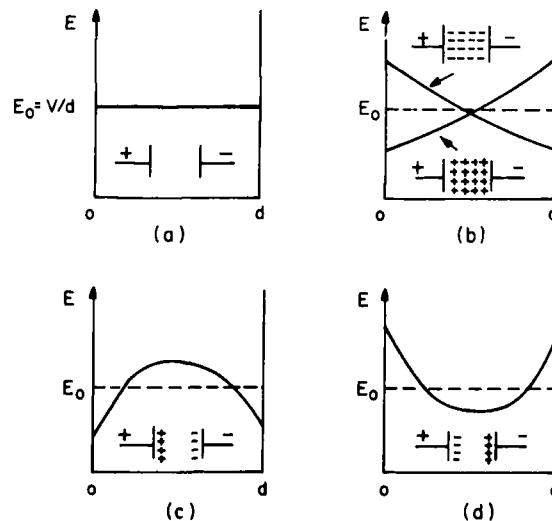 E
E₀ = V/d
+ −
o d
(a)
E
+ −
E₀
+ −
o
(b)
E
E₀
+ −
o d
(c)
E
E₀
+ −
o
(d)